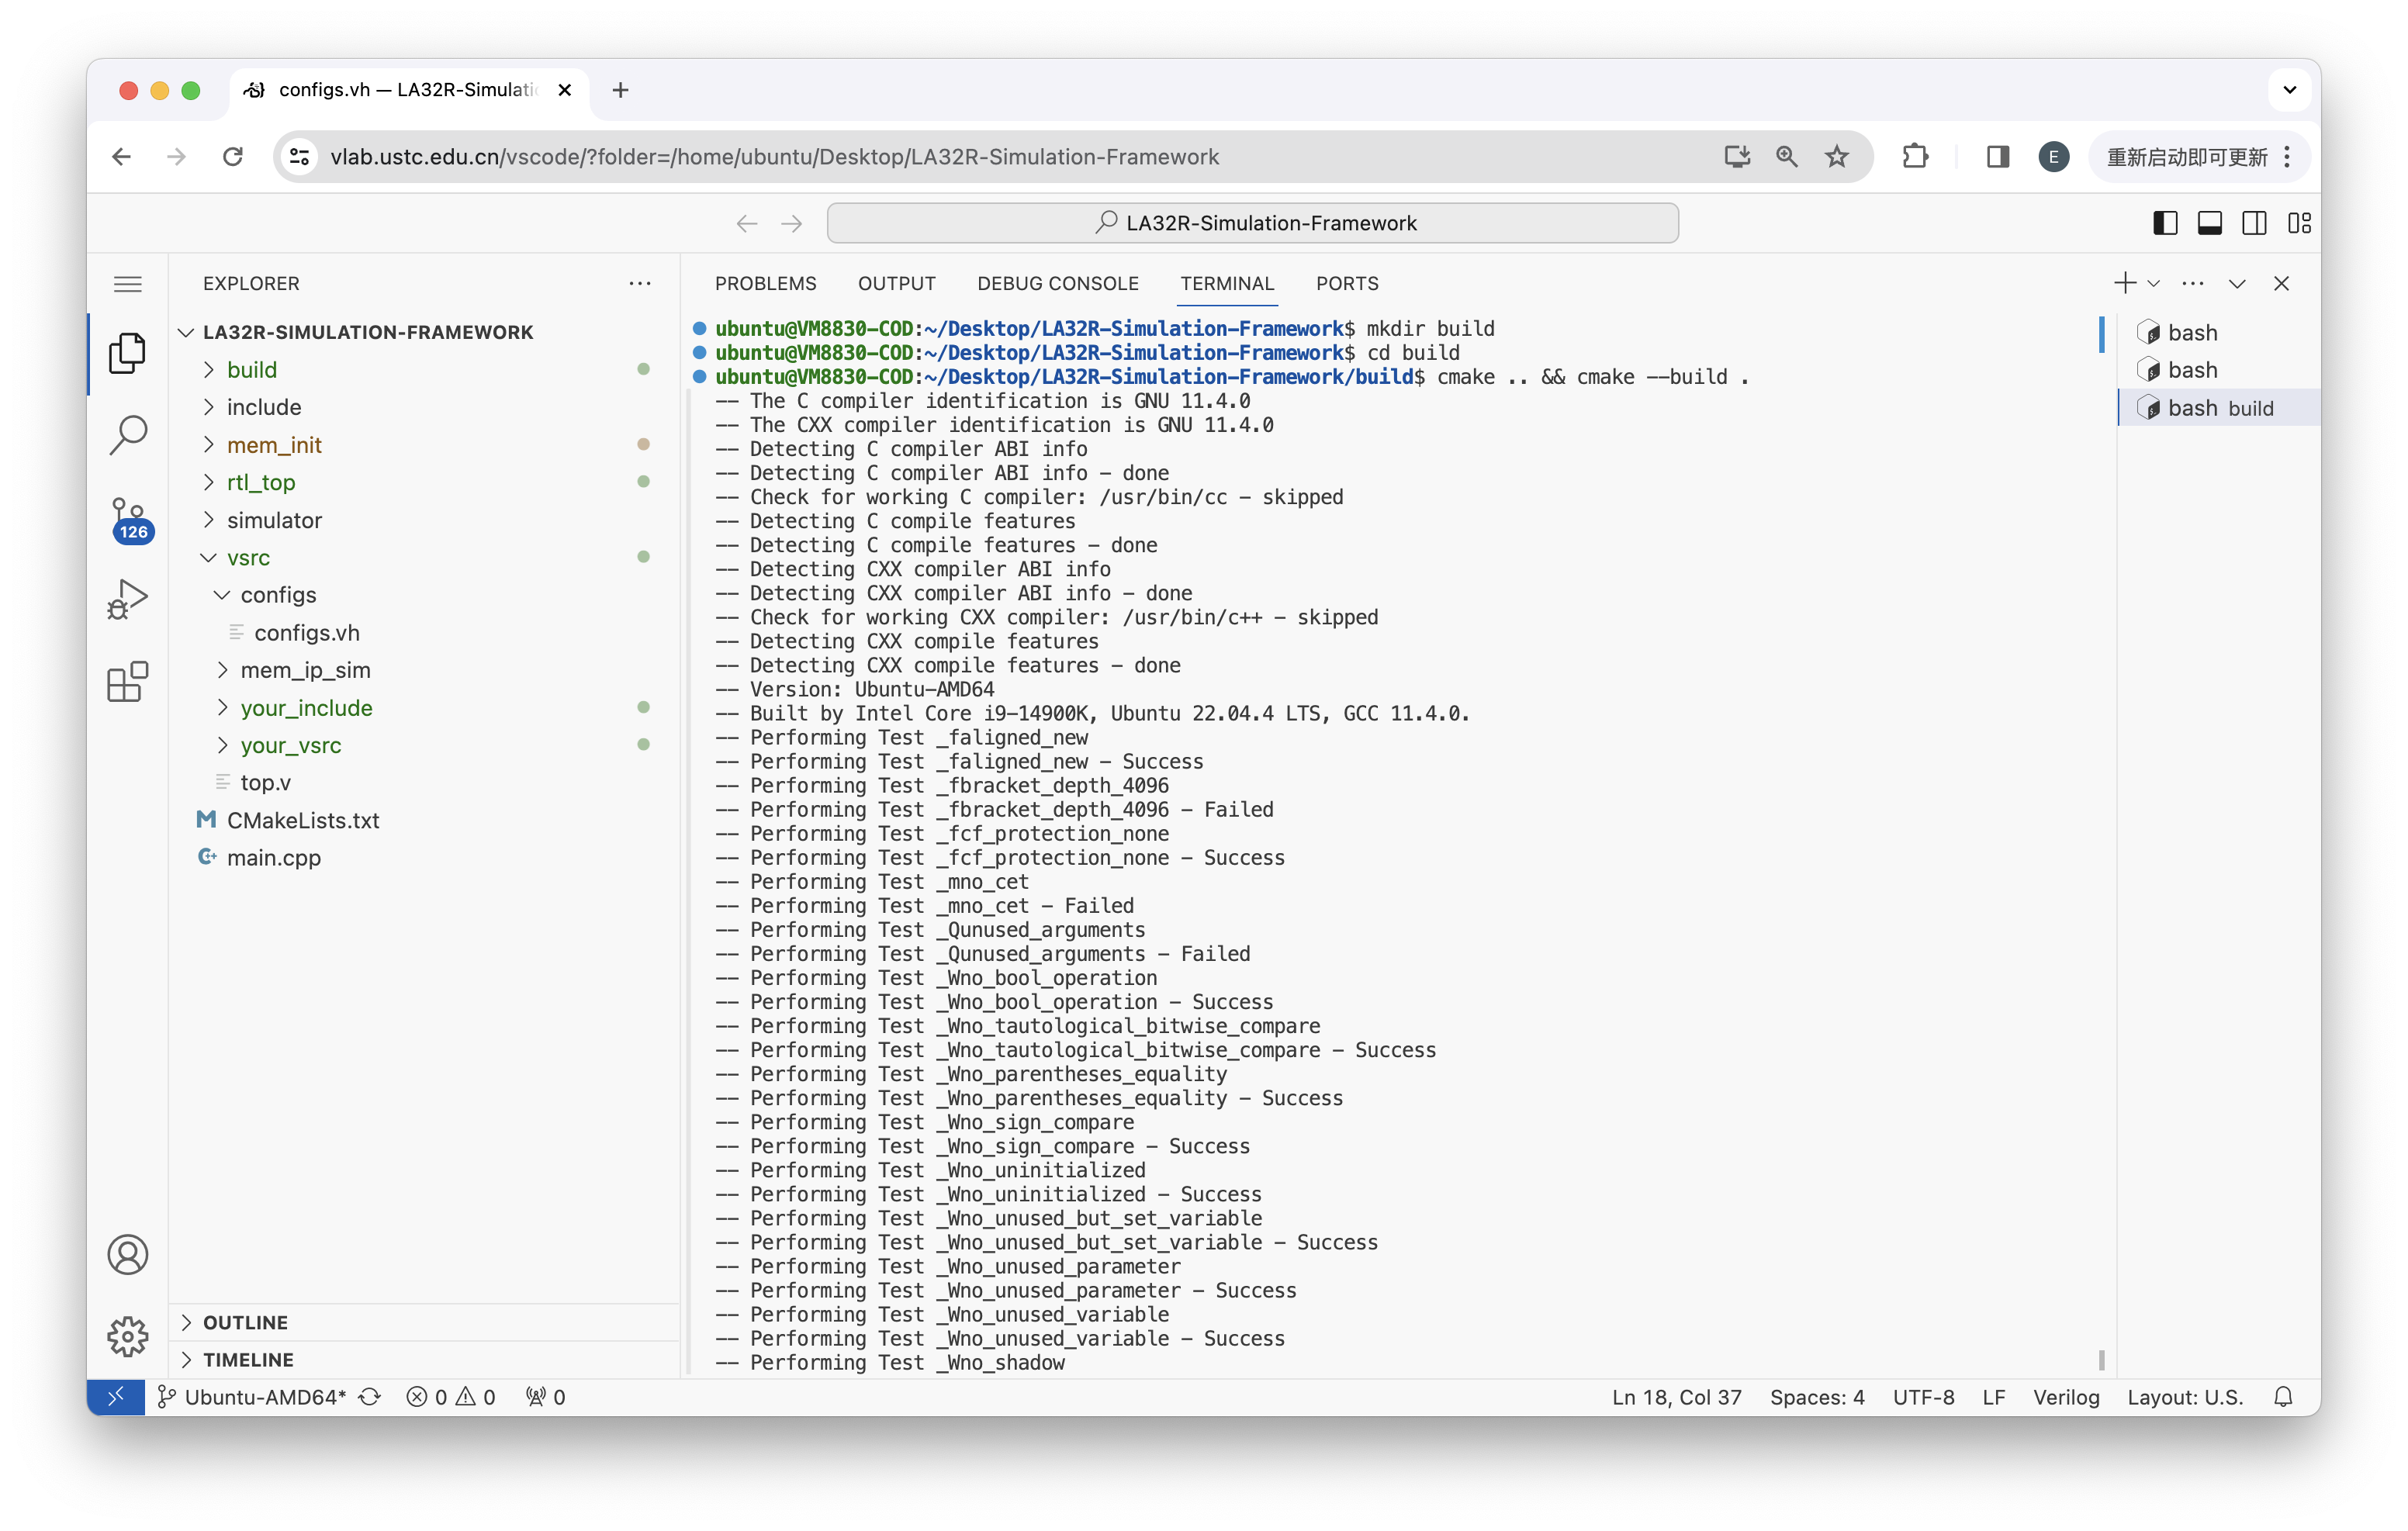 configs.vh — LA32R-Simulati
vlab.ustc.edu.cn/vscode/?folder=/home/ubuntu/Desktop/LA32R-Simulation-Framework
E
重新启动即可更新
LA32R-Simulation-Framework
EXPLORER
LA32R-SIMULATION-FRAMEWORK
build
include
mem_init
rtl_top
simulator
vsrc
configs
configs.vh
mem_ip_sim
your_include
your_vsrc
top.v
CMakeLists.txt
main.cpp
126
OUTLINE
TIMELINE
PROBLEMS OUTPUT DEBUG CONSOLE TERMINAL PORTS
ubuntu@VM8830-COD:~/Desktop/LA32R-Simulation-Framework$ mkdir build
ubuntu@VM8830-COD:~/Desktop/LA32R-Simulation-Framework$ cd build
ubuntu@VM8830-COD:~/Desktop/LA32R-Simulation-Framework/build$ cmake .. && cmake --build .
-- The C compiler identification is GNU 11.4.0
-- The CXX compiler identification is GNU 11.4.0
-- Detecting C compiler ABI info
-- Detecting C compiler ABI info - done
-- Check for working C compiler: /usr/bin/cc - skipped
-- Detecting C compile features
-- Detecting C compile features - done
-- Detecting CXX compiler ABI info
-- Detecting CXX compiler ABI info - done
-- Check for working CXX compiler: /usr/bin/c++ - skipped
-- Detecting CXX compile features
-- Detecting CXX compile features - done
-- Version: Ubuntu-AMD64
-- Built by Intel Core i9-14900K, Ubuntu 22.04.4 LTS, GCC 11.4.0.
-- Performing Test _faligned_new
-- Performing Test _faligned_new - Success
-- Performing Test _fbracket_depth_4096
-- Performing Test _fbracket_depth_4096 - Failed
-- Performing Test _fcf_protection_none
-- Performing Test _fcf_protection_none - Success
-- Performing Test _mno_cet
-- Performing Test _mno_cet - Failed
-- Performing Test _Qunused_arguments
-- Performing Test _Qunused_arguments - Failed
-- Performing Test _Wno_bool_operation
-- Performing Test _Wno_bool_operation - Success
-- Performing Test _Wno_tautological_bitwise_compare
-- Performing Test _Wno_tautological_bitwise_compare - Success
-- Performing Test _Wno_parentheses_equality
-- Performing Test _Wno_parentheses_equality - Success
-- Performing Test _Wno_sign_compare
-- Performing Test _Wno_sign_compare - Success
-- Performing Test _Wno_uninitialized
-- Performing Test _Wno_uninitialized - Success
-- Performing Test _Wno_unused_but_set_variable
-- Performing Test _Wno_unused_but_set_variable - Success
-- Performing Test _Wno_unused_parameter
-- Performing Test _Wno_unused_parameter - Success
-- Performing Test _Wno_unused_variable
-- Performing Test _Wno_unused_variable - Success
-- Performing Test _Wno_shadow
bash
bash
bash build
Ubuntu-AMD64* 0 0 0
Ln 18, Col 37 Spaces: 4 UTF-8 LF Verilog Layout: U.S.